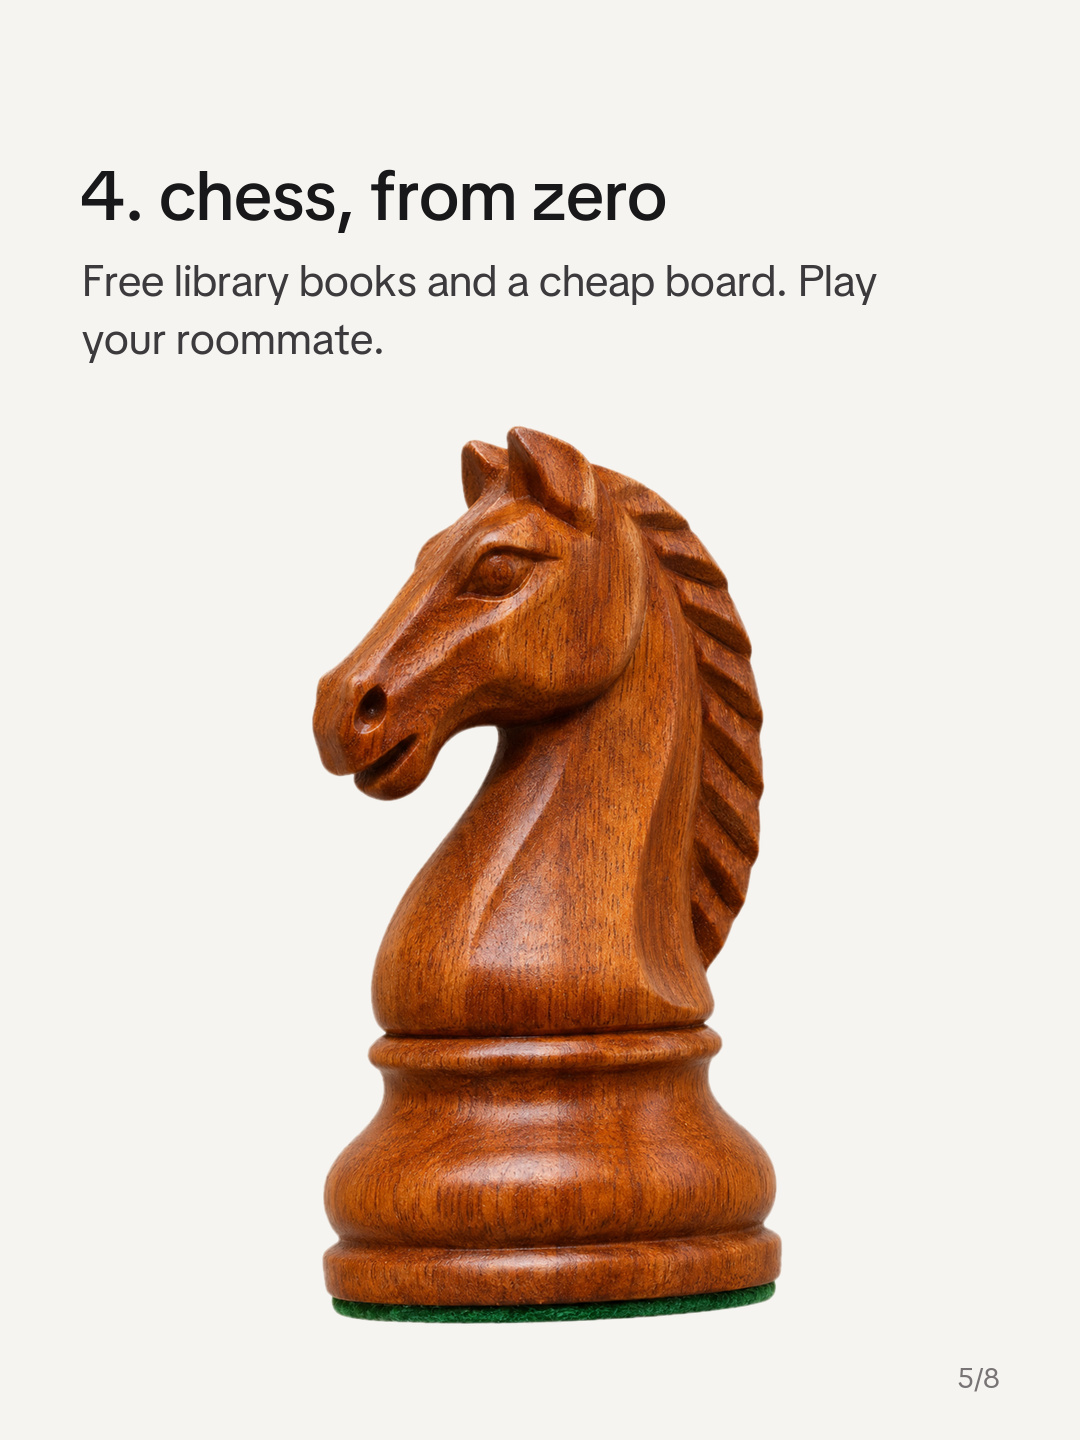 4. chess, from zero
Free library books and a cheap board. Play
your roommate.
5/8